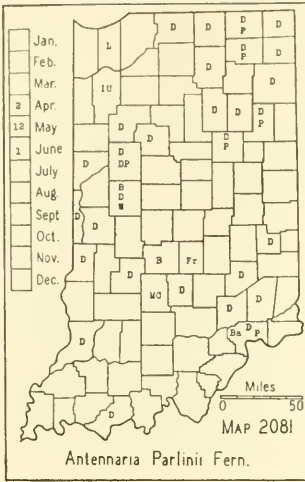 Jan.
Feb.
Mar.
2 Apr.
12 May
1 June
July
Aug.
Sept
Oct.
Nov.
Dec.
D D D D
P
L D D D
P
IU D
D D D D
P
D D
D D
DP P
D
B
D
W
D
D D
D B Fr
D D
MC D
D D
D Ba D
P
D
Miles
0 50
MAP 2081
Antennaria Parlinii Fern.